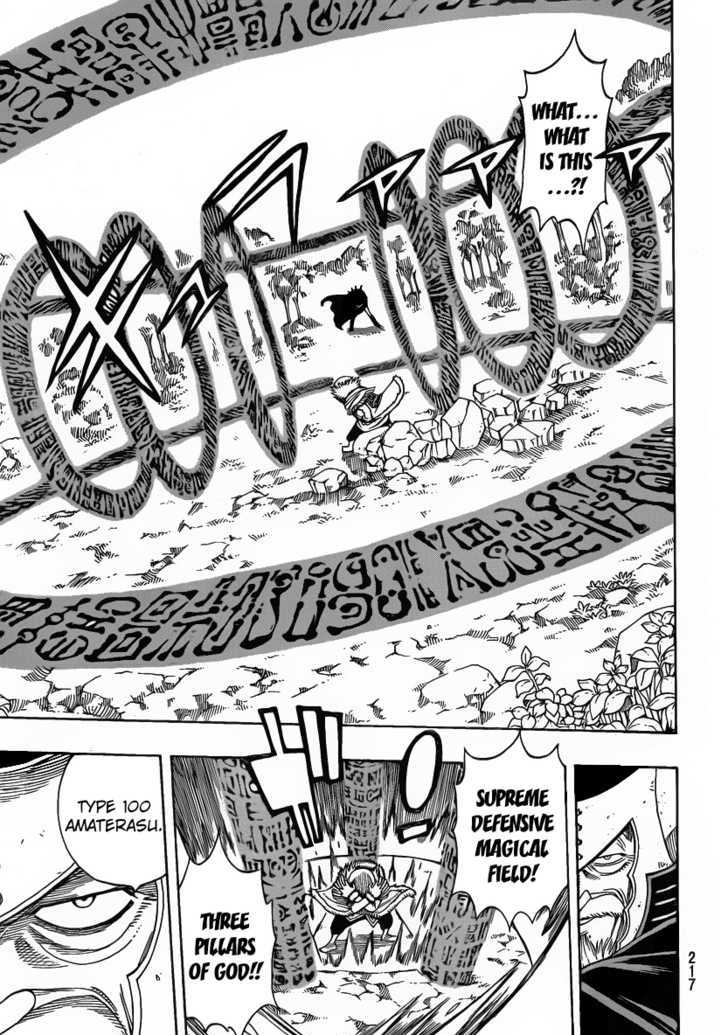 WHAT...
WHAT
IS THIS
...?!
SUPREME
DEFENSIVE
MAGICAL
FIELD!
THREE
PILLARS
OF GOD!!
TYPE 100
AMATERASU.
217